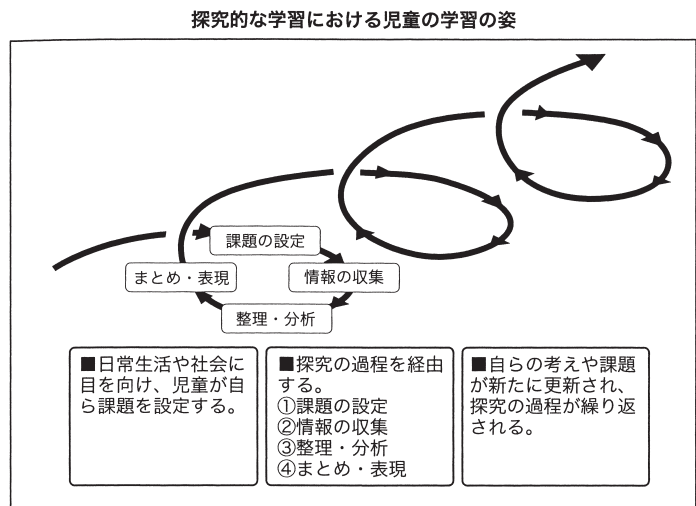 探究的な学習における児童の学習の姿
課題の設定
まとめ・表現
情報の収集
整理・分析
■日常生活や社会に
目を向け、児童が自
ら課題を設定する。
■探究の過程を経由
する。
①課題の設定
②情報の収集
③整理・分析
④まとめ・表現
■自らの考えや課題
が新たに更新され、
探究の過程が繰り返
される。